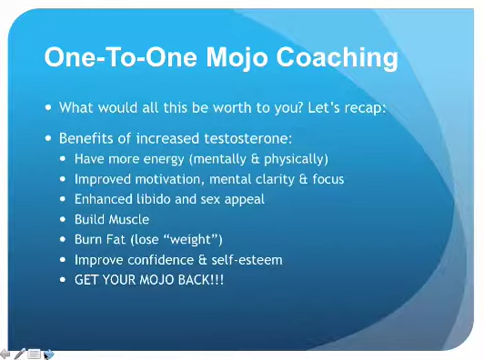 One-To-One Mojo Coaching
• What would all this be worth to you? Let's recap:
• Benefits of increased testosterone:
• Have more energy (mentally & physically)
• Improved motivation, mental clarity & focus
• Enhanced libido and sex appeal
• Build Muscle
• Burn Fat (lose “weight”)
• Improve confidence & self-esteem
• GET YOUR MOJO BACK!!!